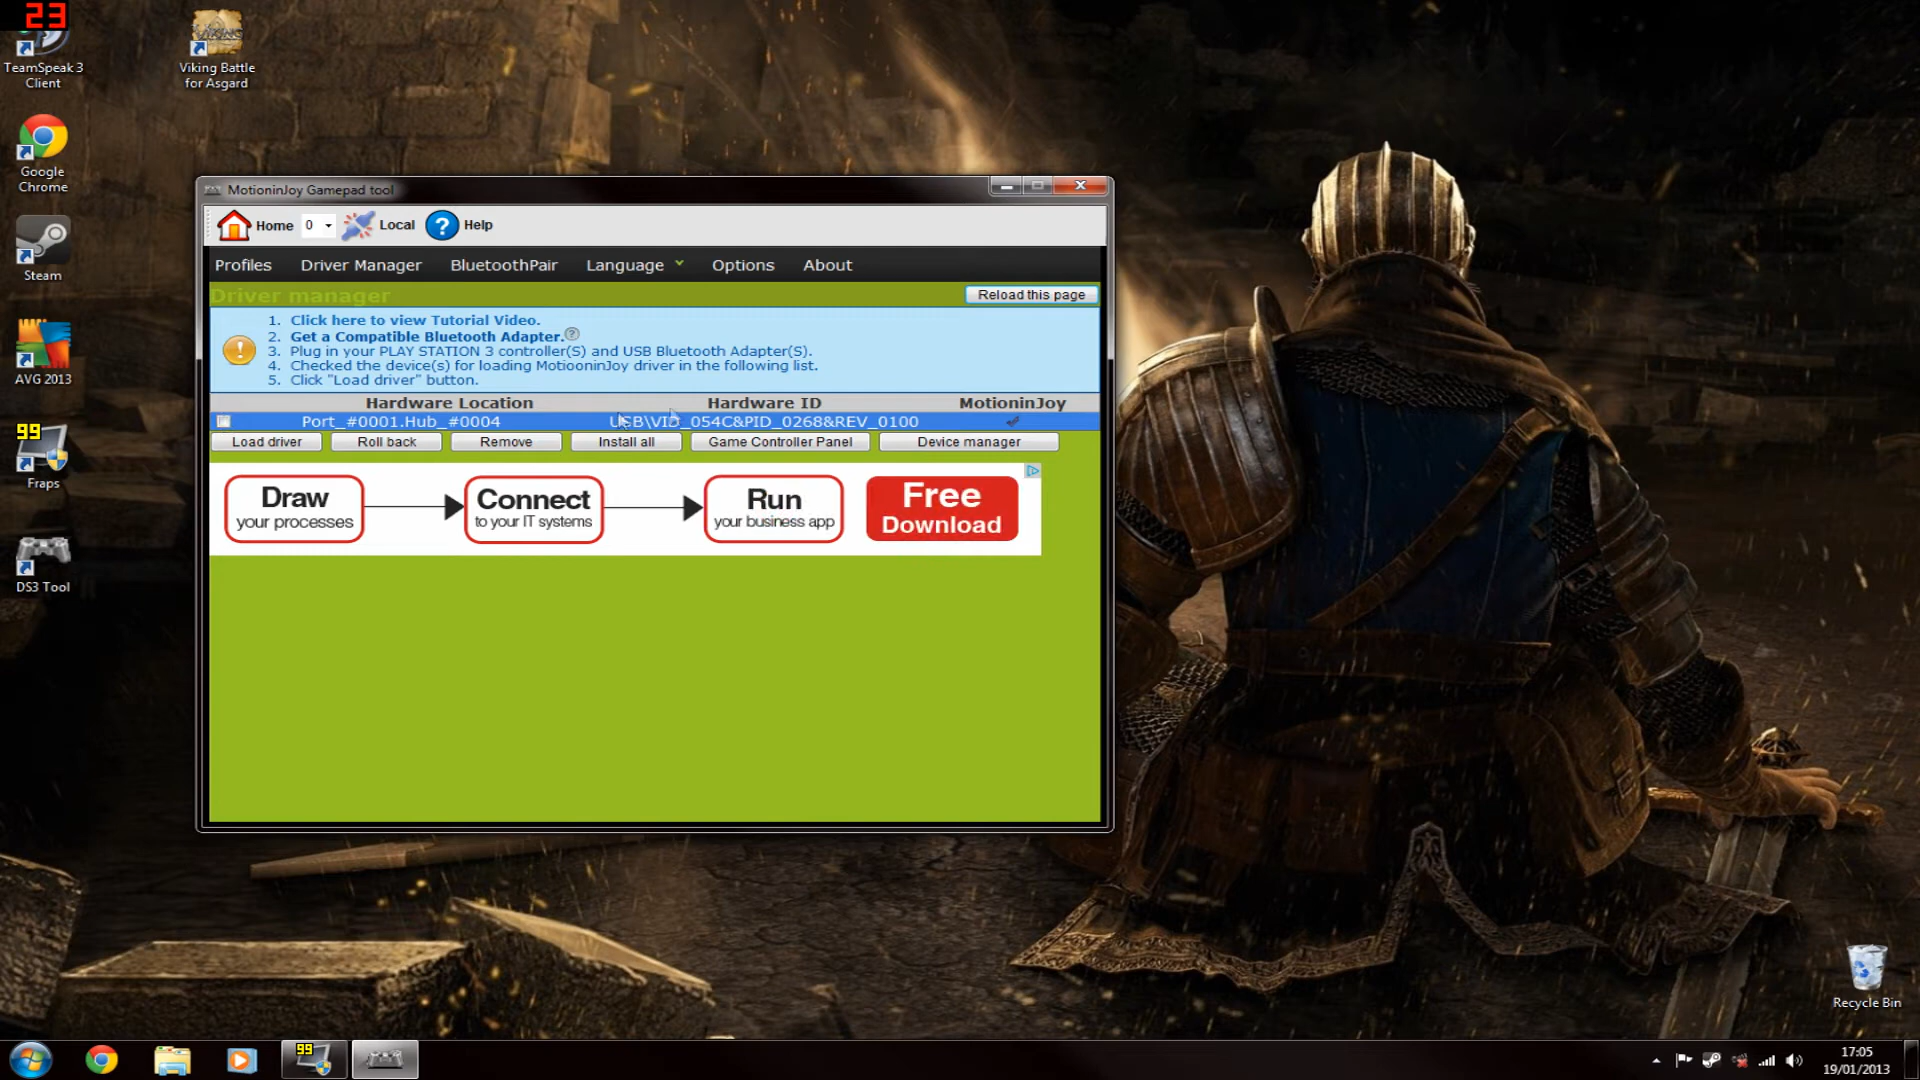 23
TeamSpeak 3
Client
Viking Battle
for Asgard
Google
Chrome
Steam
AVG 2013
99
Fraps
DS3 Tool
MotioninJoy Gamepad tool
Home 0 Local ? Help
Profiles Driver Manager BluetoothPair Language Options About
Driver manager Reload this page
1. Click here to view Tutorial Video.
2. Get a Compatible Bluetooth Adapter. ?
3. Plug in your PLAY STATION 3 controller(S) and USB Bluetooth Adapter(S).
4. Checked the device(s) for loading MotiooninJoy driver in the following list.
5. Click "Load driver" button.
Hardware Location Hardware ID MotioninJoy
Port_#0001.Hub_#0004 USB\VID_054C&PID_0268&REV_0100
Load driver Roll back Remove Install all Game Controller Panel Device manager
Draw
your processes
Connect
to your IT systems
Run
your business app
Free
Download
Recycle Bin
99
17:05
19/01/2013